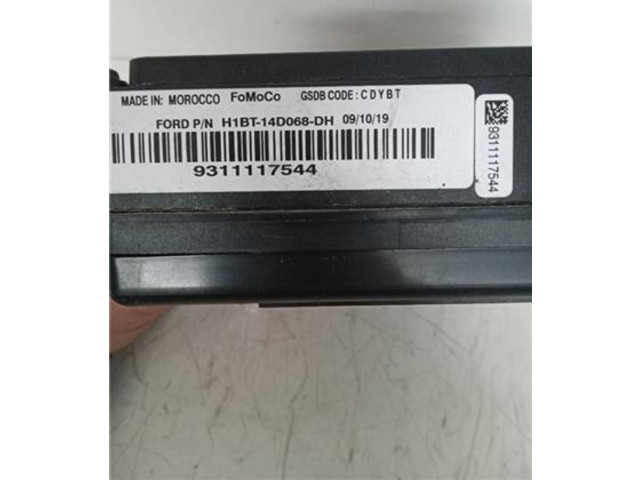 MADE IN: MOROCCO FoMoCo GSDB CODE: CDYBT
FORD P/N H1BT-14D068-DH 09/10/19
9311117544
9311117544